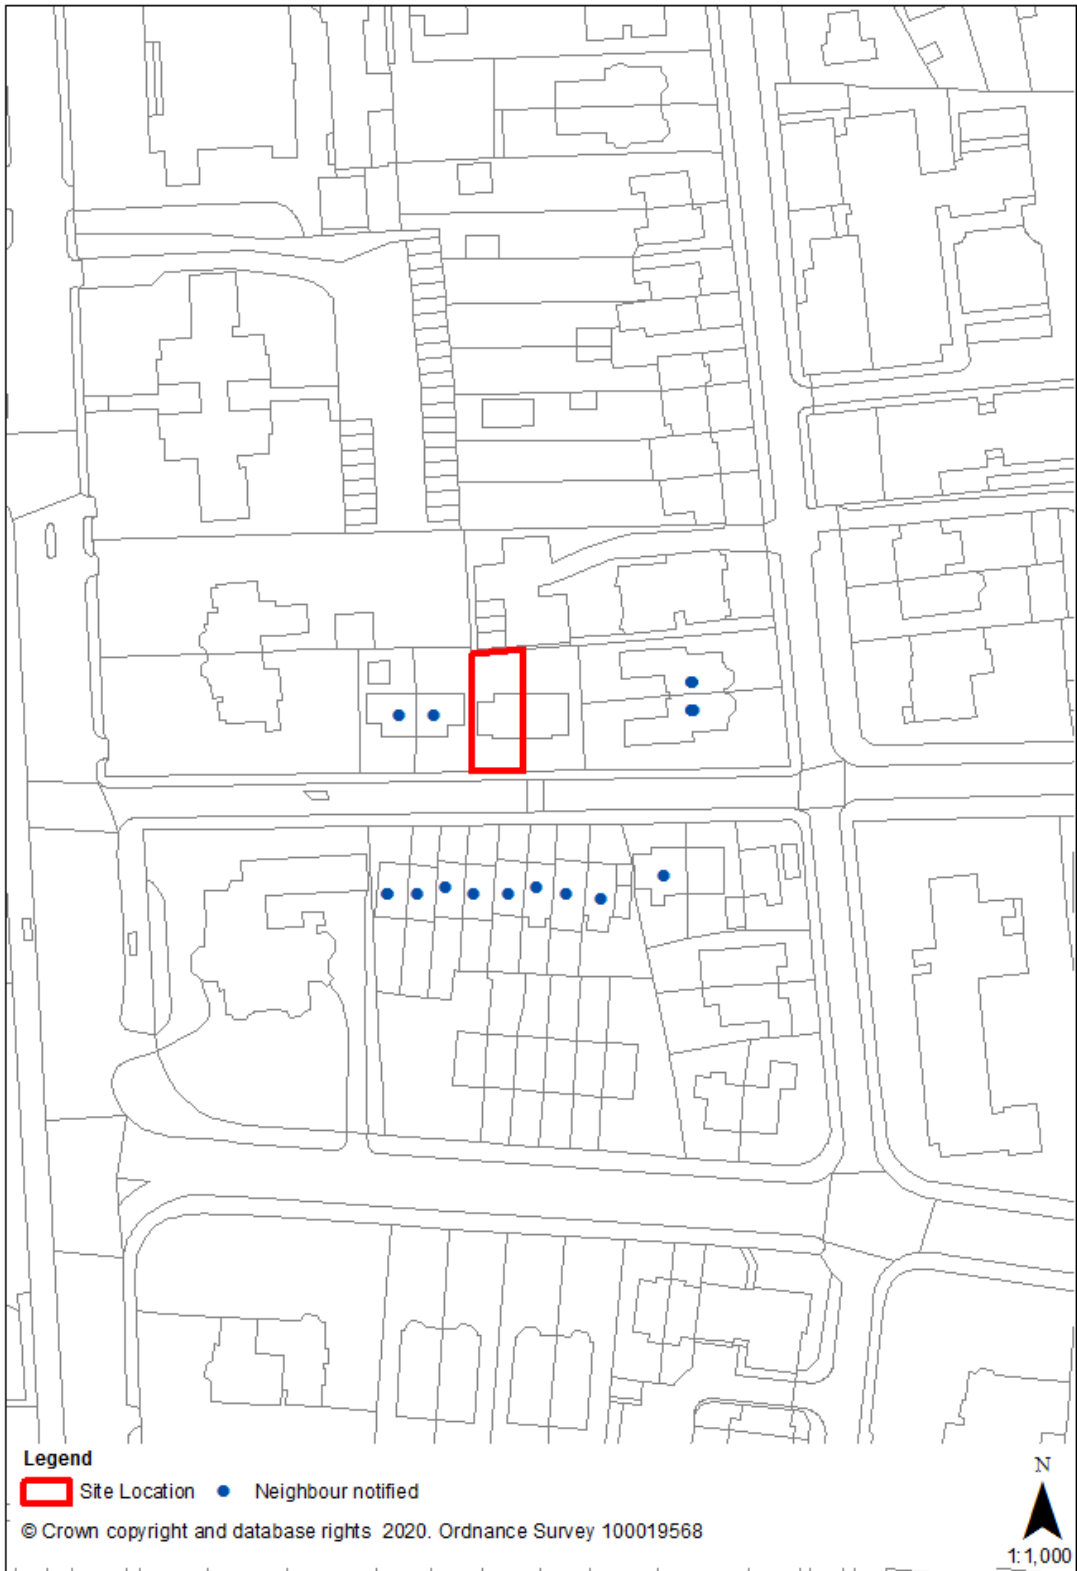 Legend
Site Location
Neighbour notified
© Crown copyright and database rights 2020. Ordnance Survey 100019568
N
1:1,000